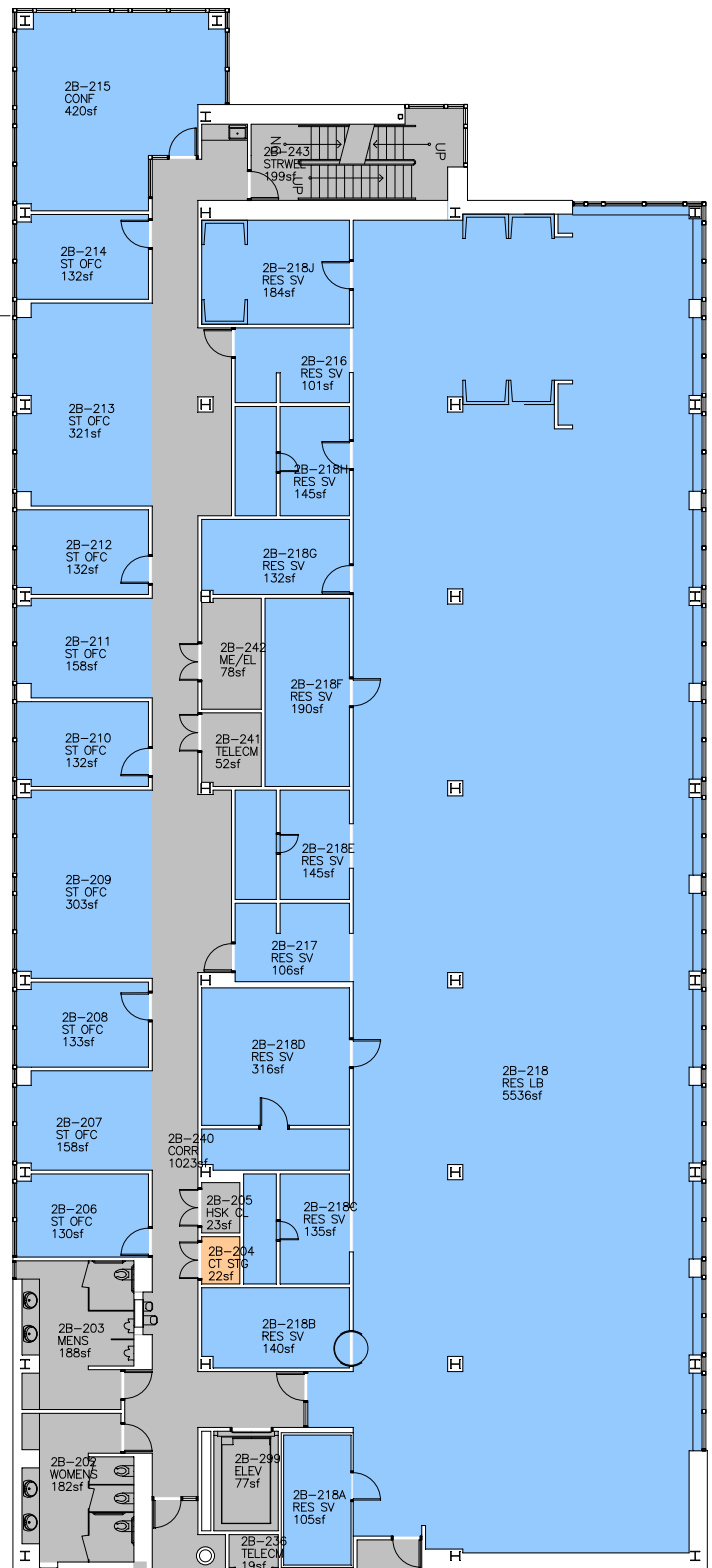 2B-215
CONF
420sf
2B-243
STRWEL
199sf
DN
UP
UP
2B-214
ST OFC
132sf
2B-218J
RES SV
184sf
2B-216
RES SV
101sf
2B-213
ST OFC
321sf
2B-218H
RES SV
145sf
2B-212
ST OFC
132sf
2B-218G
RES SV
132sf
2B-211
ST OFC
158sf
2B-242
ME/EL
78sf
2B-218F
RES SV
190sf
2B-210
ST OFC
132sf
2B-241
TELECM
52sf
2B-218E
RES SV
145sf
2B-209
ST OFC
303sf
2B-217
RES SV
106sf
2B-208
ST OFC
133sf
2B-218D
RES SV
316sf
2B-218
RES LB
5536sf
2B-207
ST OFC
158sf
2B-240
CORR
1023sf
2B-206
ST OFC
130sf
2B-205
HSK CL
23sf
2B-218C
RES SV
135sf
2B-204
CT STG
22sf
2B-203
MENS
188sf
2B-218B
RES SV
140sf
2B-202
WOMENS
182sf
2B-299
ELEV
77sf
2B-218A
RES SV
105sf
2B-236
TELECM
19sf